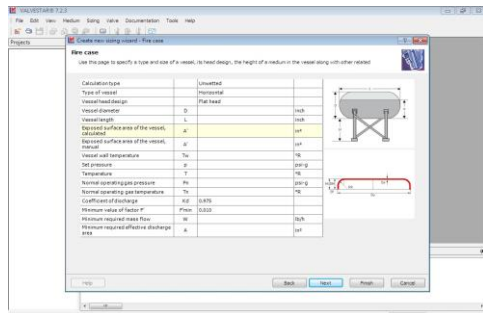 VALVESTAR® 7.2.3
File Edit View Medium Sizing Valve Documentation Tools Help
Projects
Create new sizing wizard - Fire case
Fire case
Use this page to specify a type and size of a vessel, its head design, the height of a medium in the vessel along with other related
Calculation type Unwetted
Type of vessel Horizontal
Vessel head design Flat head
Vessel diameter D inch
Vessel length L inch
Exposed surface area of the vessel, calculated A' in²
Exposed surface area of the vessel, manual A' in²
Vessel wall temperature Tw °R
Set pressure p psi-g
Temperature T °R
Normal operating gas pressure Pn psi-g
Normal operating gas temperature Tn °R
Coefficient of discharge Kd 0.975
Minimum value of factor F' F'min 0.010
Minimum required mass flow W lb/h
Minimum required effective discharge area A in²
Help Back Next Finish Cancel